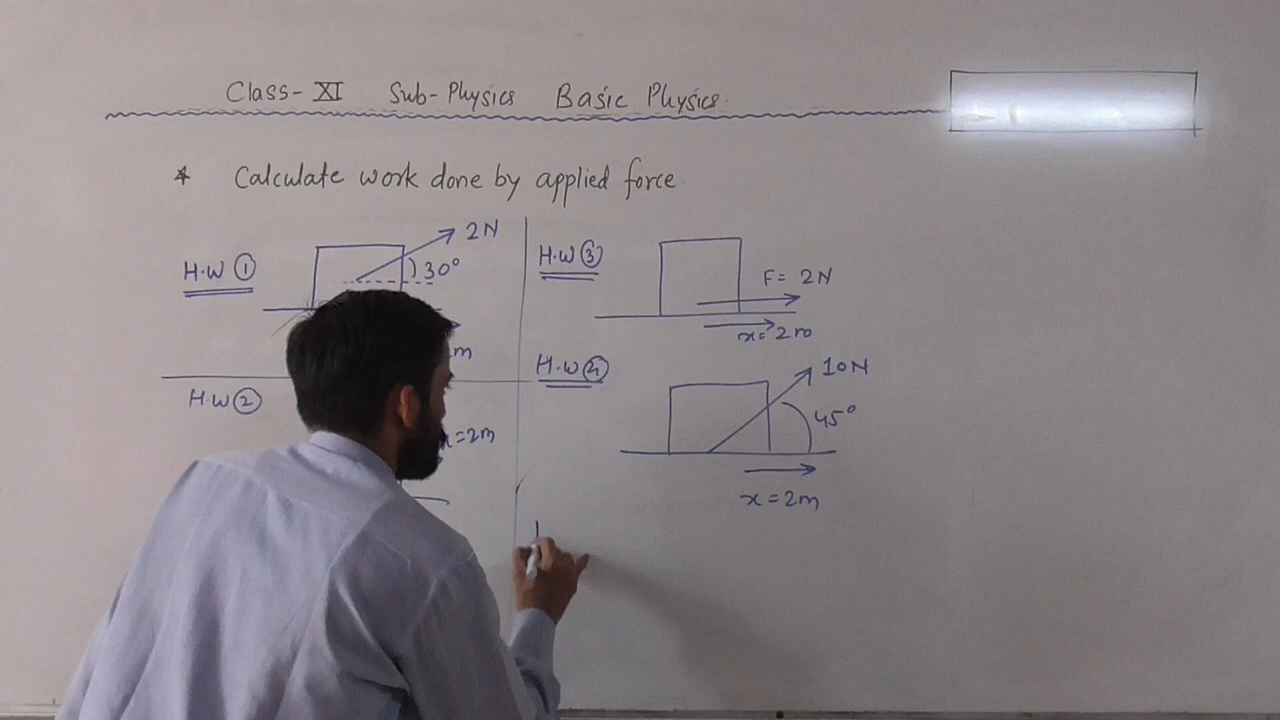 Class-XI Sub-Physics Basic Physics.
* Calculate work done by applied force.
H.W ①
2N
30°
m
H.W ②
x=2m
H.W ③
F= 2N
x=2m
H.W ④
10N
45°
x=2m